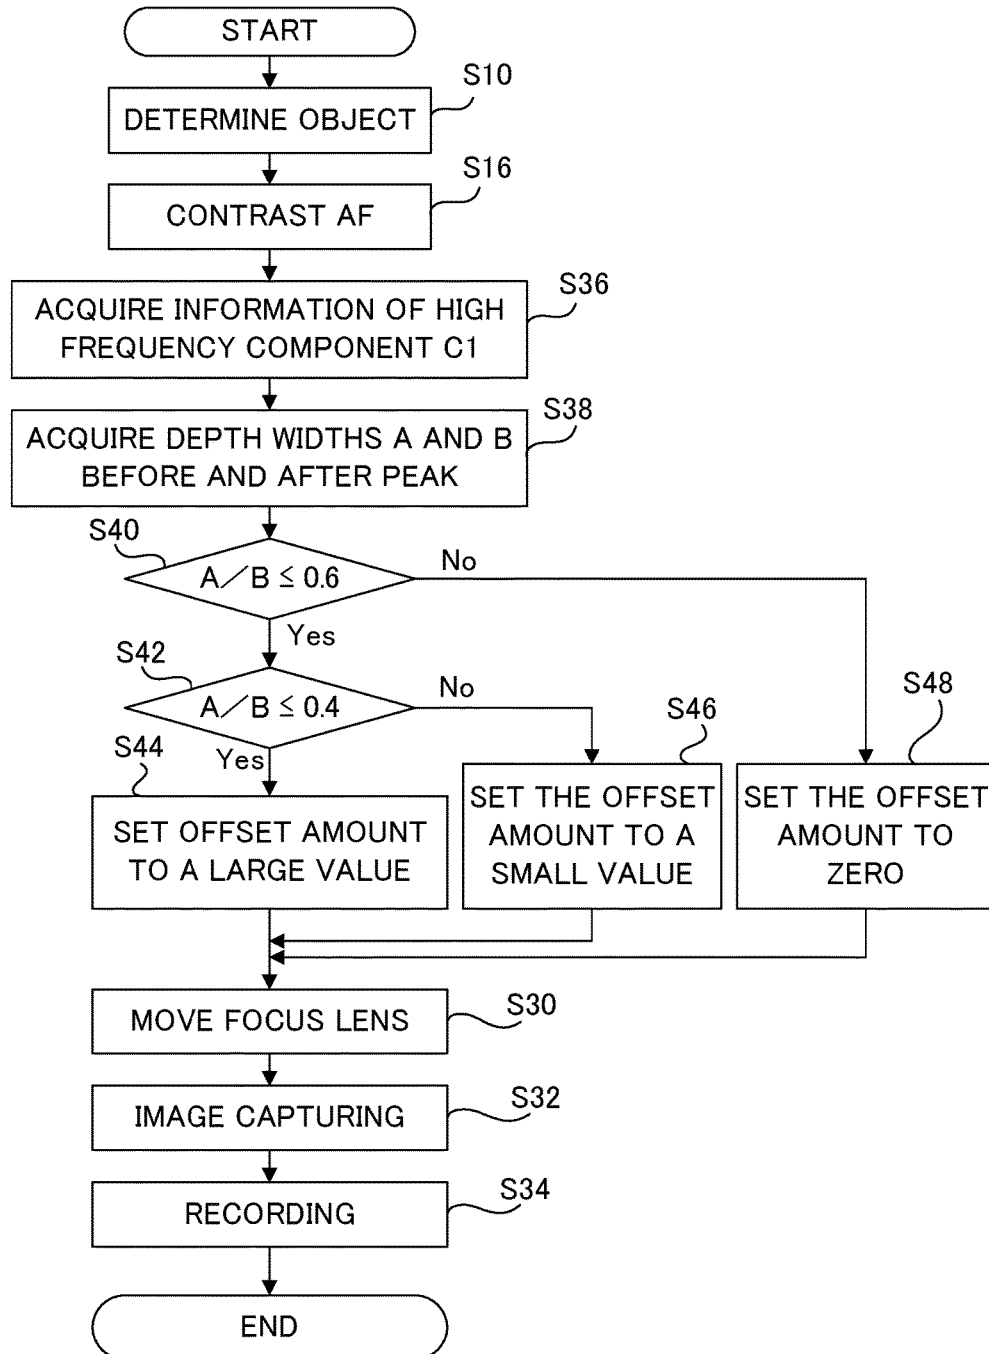 START
S10
DETERMINE OBJECT
S16
CONTRAST AF
S36
ACQUIRE INFORMATION OF HIGH
FREQUENCY COMPONENT C1
S38
ACQUIRE DEPTH WIDTHS A AND B
BEFORE AND AFTER PEAK
S40
A/B ≤ 0.6
No
Yes
S42
A/B ≤ 0.4
No
Yes
S44
SET OFFSET AMOUNT
TO A LARGE VALUE
S46
SET THE OFFSET
AMOUNT TO A
SMALL VALUE
S48
SET THE OFFSET
AMOUNT TO
ZERO
S30
MOVE FOCUS LENS
S32
IMAGE CAPTURING
S34
RECORDING
END